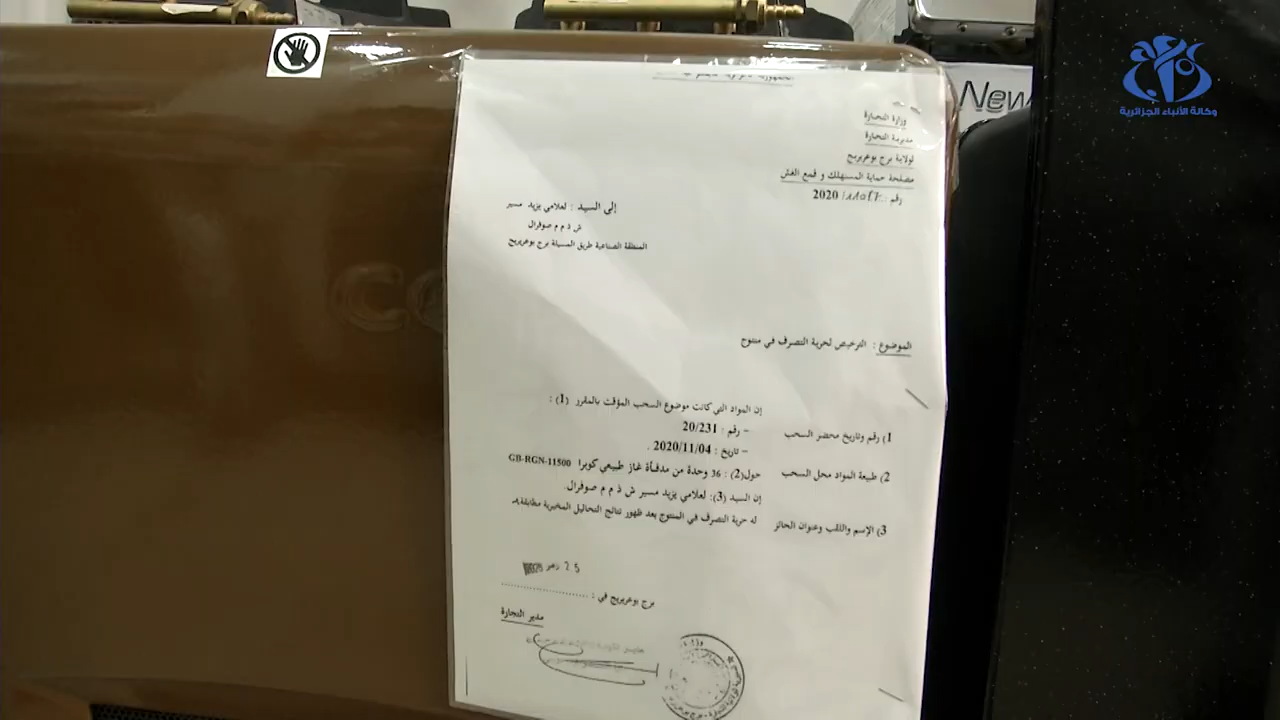 وكالة الأنباء الجزائرية
New
وزارة التجارة
مديرية التجارة
لولاية برج بوعريريج
مصلحة حماية المستهلك و قمع الغش
رقم : /2020
إلى السيد : لعلامي يزيد مسير
ش ذ م م صوفرال
المنطقة الصناعية طريق المسيلة برج بوعريريج
الموضوع : الترخيص لحرية التصرف في منتوج
إن المواد التي كانت موضوع السحب المؤقت بالمقرر (1) :
1) رقم وتاريخ محضر السحب – رقم : 20/231
– تاريخ : 2020/11/04 .
2) طبيعة المواد محل السحب حول(2) : 36 وحدة من مدفأة غاز طبيعي كوبرا GB-RGN-11500
إن السيد (3): لعلامي يزيد مسير ش ذ م م صوفرال.
3) الإسم واللقب وعنوان الحائز له حرية التصرف في المنتوج بعد ظهور نتائج التحاليل المخبرية مطابقة.
25
برج بوعريريج في :
مدير التجارة